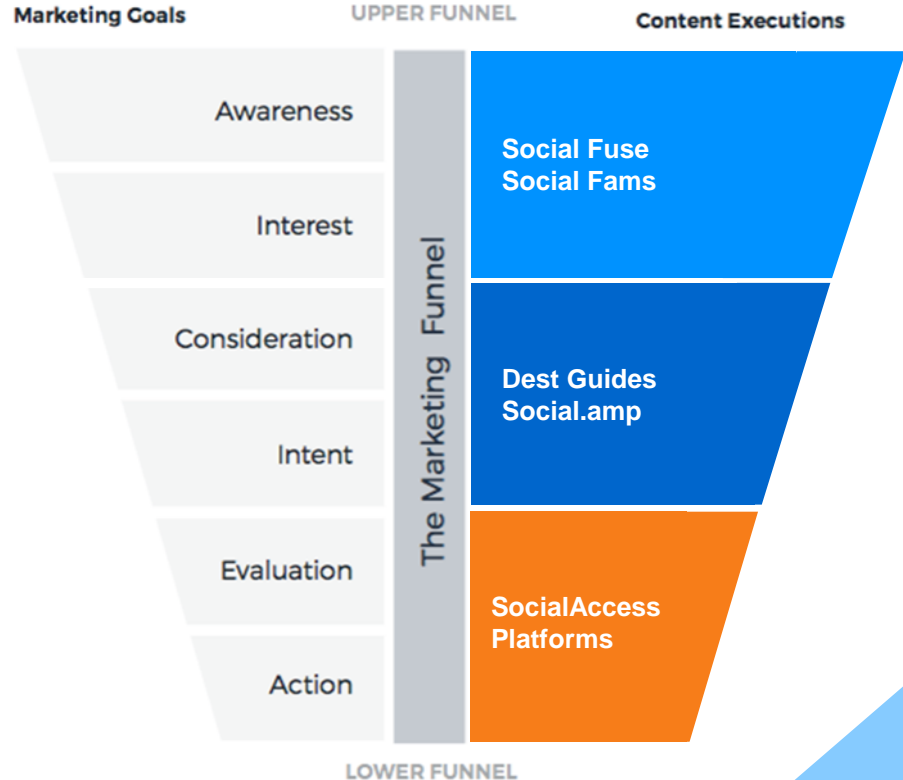 Marketing Goals
UPPER FUNNEL
Content Executions
Awareness
Interest
Consideration
Intent
Evaluation
Action
The Marketing Funnel
Social Fuse
Social Fams
Dest Guides
Social.amp
SocialAccess
Platforms
LOWER FUNNEL